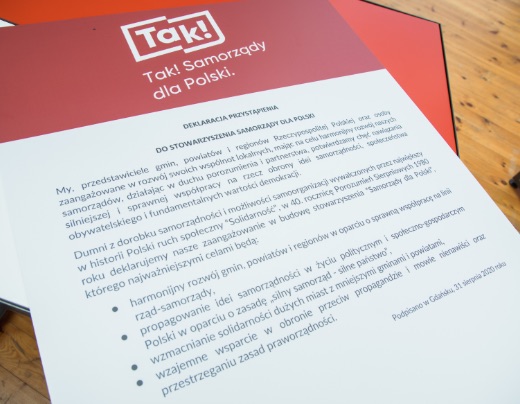 Tak!
Tak! Samorządy
dla Polski.
DEKLARACJA PRZYSTĄPIENIA
DO STOWARZYSZENIA SAMORZĄDY DLA POLSKI
My, przedstawiciele gmin, powiatów i regionów Rzeczypospolitej Polskiej oraz osoby
zaangażowane w rozwój swoich wspólnot lokalnych, mając na celu harmonijny rozwój naszych
samorządów, działając w duchu porozumienia i partnerstwa, potwierdzamy chęć nawiązania
silniejszej i sprawnej współpracy na rzecz obrony idei samorządności, społeczeństwa
obywatelskiego i fundamentalnych wartości demokracji.
Dumni z dorobku samorządności i możliwości samoorganizacji wywalczonych przez największy
w historii Polski ruch społeczny "Solidarność", w 40. rocznicę Porozumień Sierpniowych 1980
roku deklarujemy nasze zaangażowanie w budowę stowarzyszenia "Samorządy dla Polski",
którego najważniejszymi celami będą:
• harmonijny rozwój gmin, powiatów i regionów w oparciu o sprawną współpracę na linii
rząd-samorządy,
• propagowanie idei samorządności w życiu politycznym i społeczno-gospodarczym
Polski w oparciu o zasadę „silny samorząd - silne państwo",
• wzmacnianie solidarności dużych miast z mniejszymi gminami i powiatami,
• wzajemne wsparcie w obronie przeciw propagandzie i mowie nienawiści oraz
• przestrzeganiu zasad praworządności.
Podpisano w Gdańsku, 31 sierpnia 2020 roku